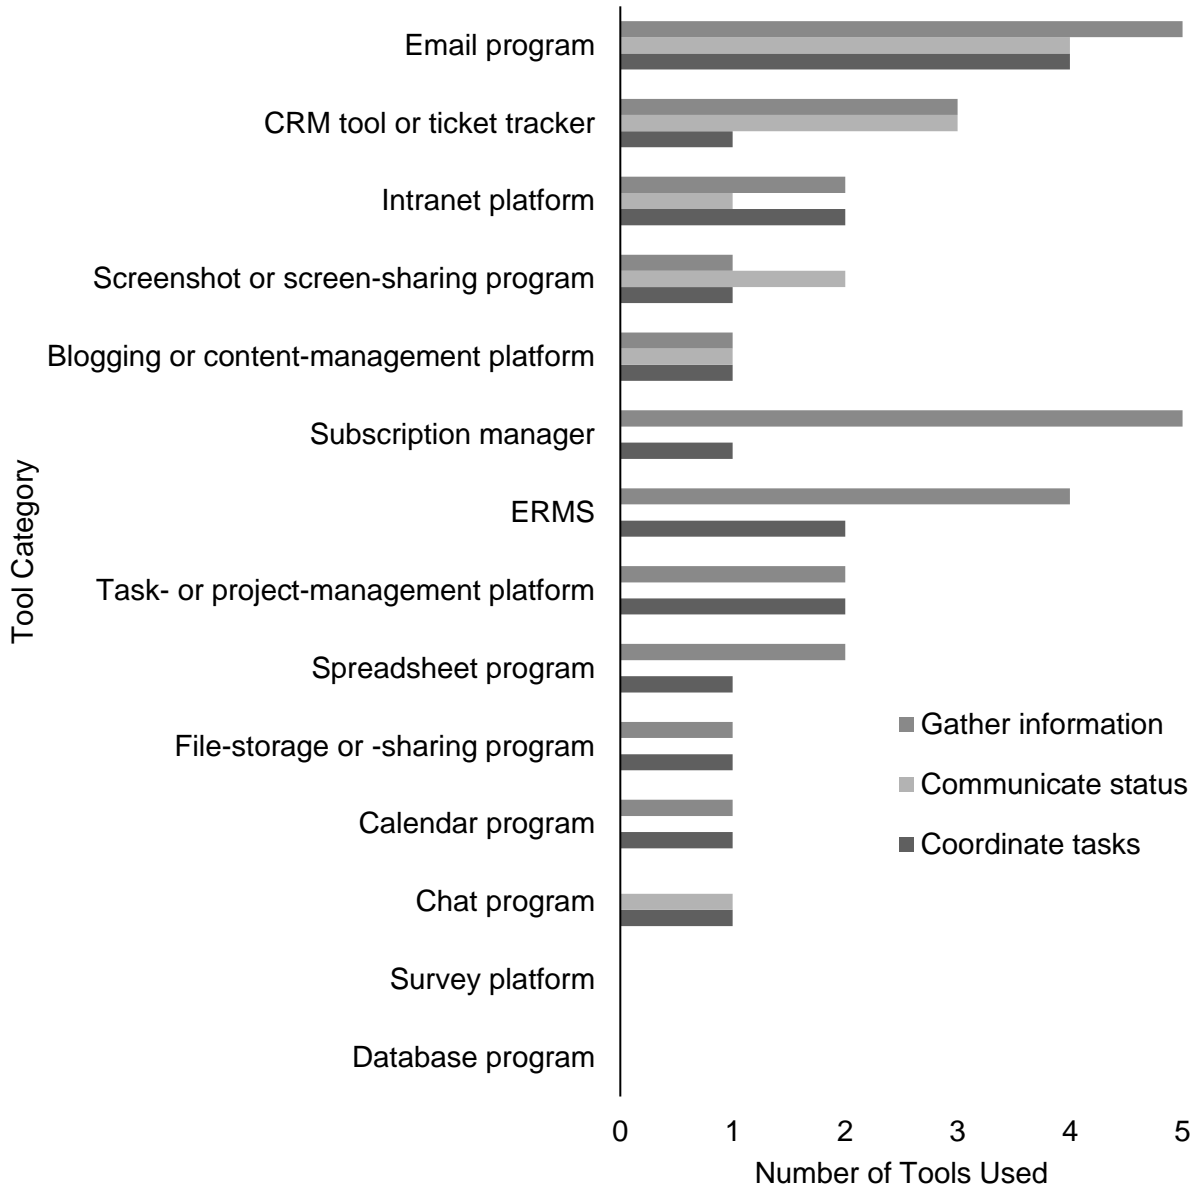 Email program
CRM tool or ticket tracker
Intranet platform
Screenshot or screen-sharing program
Blogging or content-management platform
Subscription manager
ERMS
Task- or project-management platform
Spreadsheet program
File-storage or -sharing program
Calendar program
Chat program
Survey platform
Database program
Tool Category
Gather information
Communicate status
Coordinate tasks
0 1 2 3 4 5
Number of Tools Used